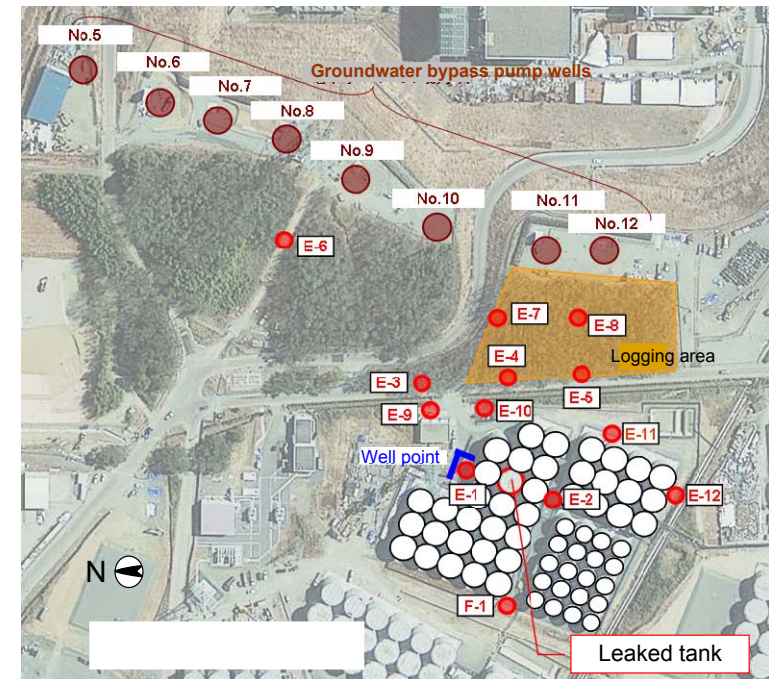 No.5
No.6
No.7
No.8
No.9
No.10
No.11
No.12
Groundwater bypass pump wells
E-6
E-7
E-8
E-4
E-5
Logging area
E-3
E-9
E-10
E-11
Well point
E-1
E-2
E-12
N
F-1
Leaked tank